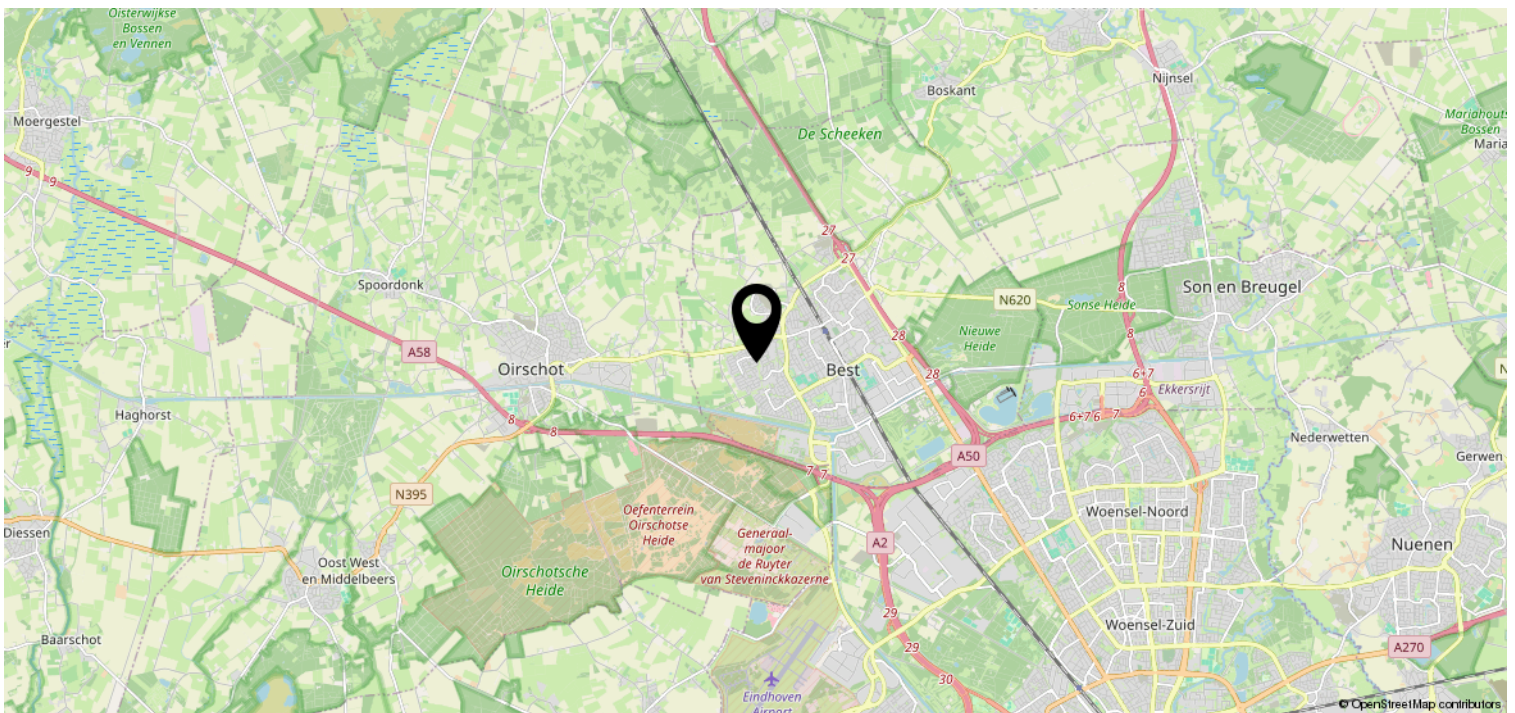 Oisterwijkse
Bossen
en Vennen
Moergestel
Boskant
Nijnsel
De Scheeken
Mariahouts
Bossen
Maria
9
9
27
27
Spoordonk
Son en Breugel
8
N620
Sonse Heide
Nieuwe
Heide
28
8
A58
Oirschot
Best
28
6+7
6
Ekkersrijt
Haghorst
8
8
6+7
6
7
Nederwetten
A50
Gerwen
7
7
N395
Oefenterrein
Oirschotse
Heide
Woensel-Noord
Diessen
Generaal-
majoor
de Ruyter
van Steveninckkazerne
A2
Nuenen
Oost West
en Middelbeers
Oirschotsche
Heide
29
Woensel-Zuid
Baarschot
29
A270
30
Eindhoven
Airport
© OpenStreetMap contributors